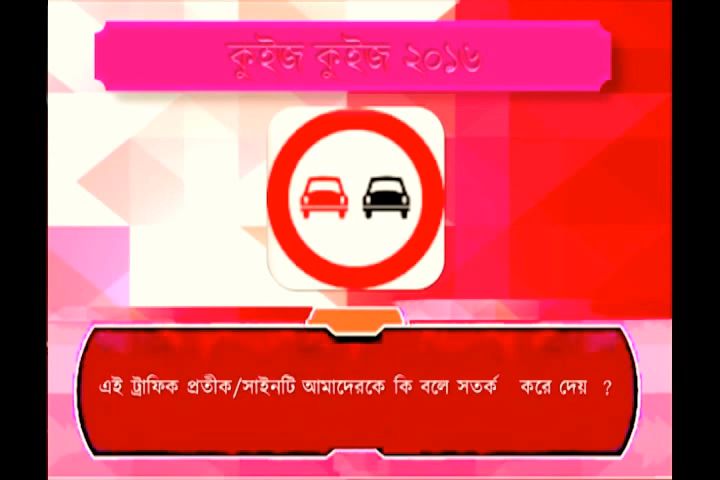 কুইজ কুইজ ২০১৬
এই ট্রাফিক প্রতীক/সাইনটি আমাদেরকে কি বলে সতর্ক করে দেয় ?